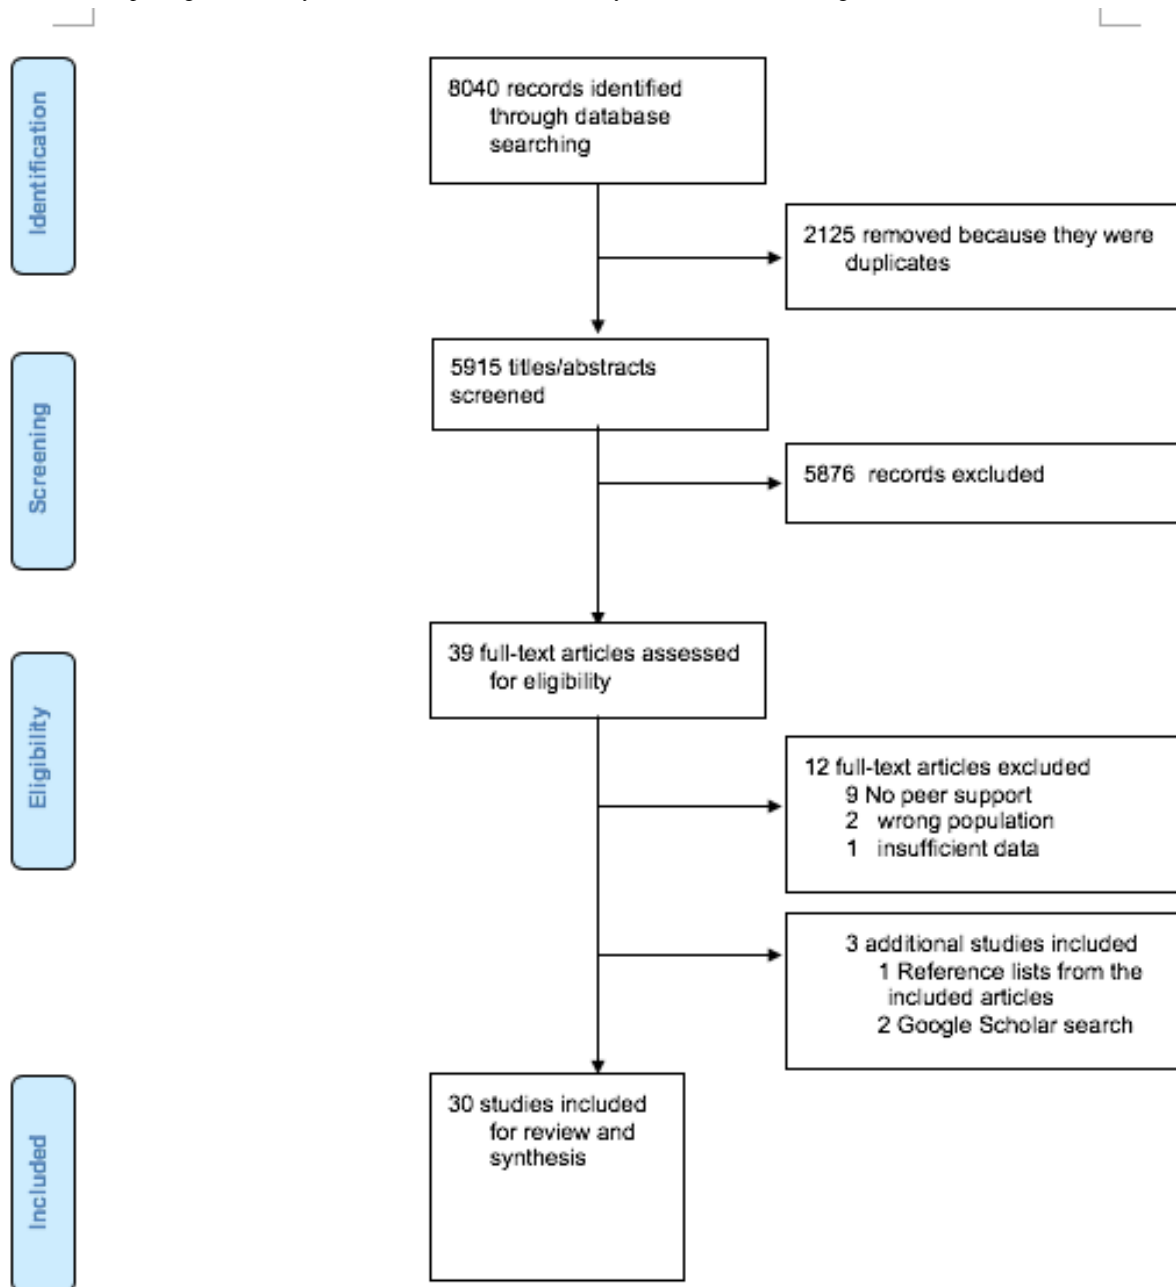 Identification
8040 records identified
through database
searching
2125 removed because they were
duplicates
Screening
5915 titles/abstracts
screened
5876 records excluded
Eligibility
39 full-text articles assessed
for eligibility
12 full-text articles excluded
9 No peer support
2 wrong population
1 insufficient data
3 additional studies included
1 Reference lists from the
included articles
2 Google Scholar search
Included
30 studies included
for review and
synthesis